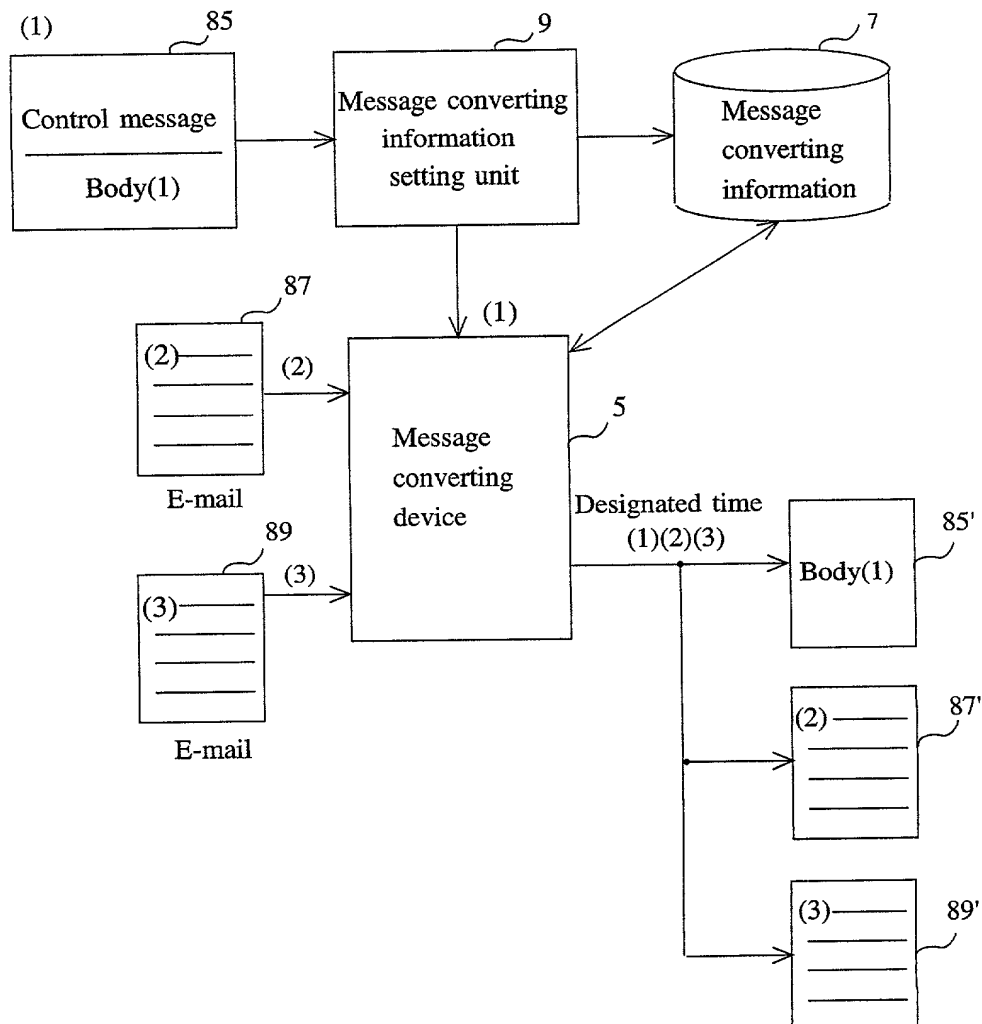 (1)
85
9
7
Control message
Body(1)
Message converting
information
setting unit
Message
converting
information
87
(1)
(2)
(2)
E-mail
5
Message
converting
device
Designated time
(1)(2)(3)
89
(3)
(3)
E-mail
85'
Body(1)
87'
(2)
89'
(3)